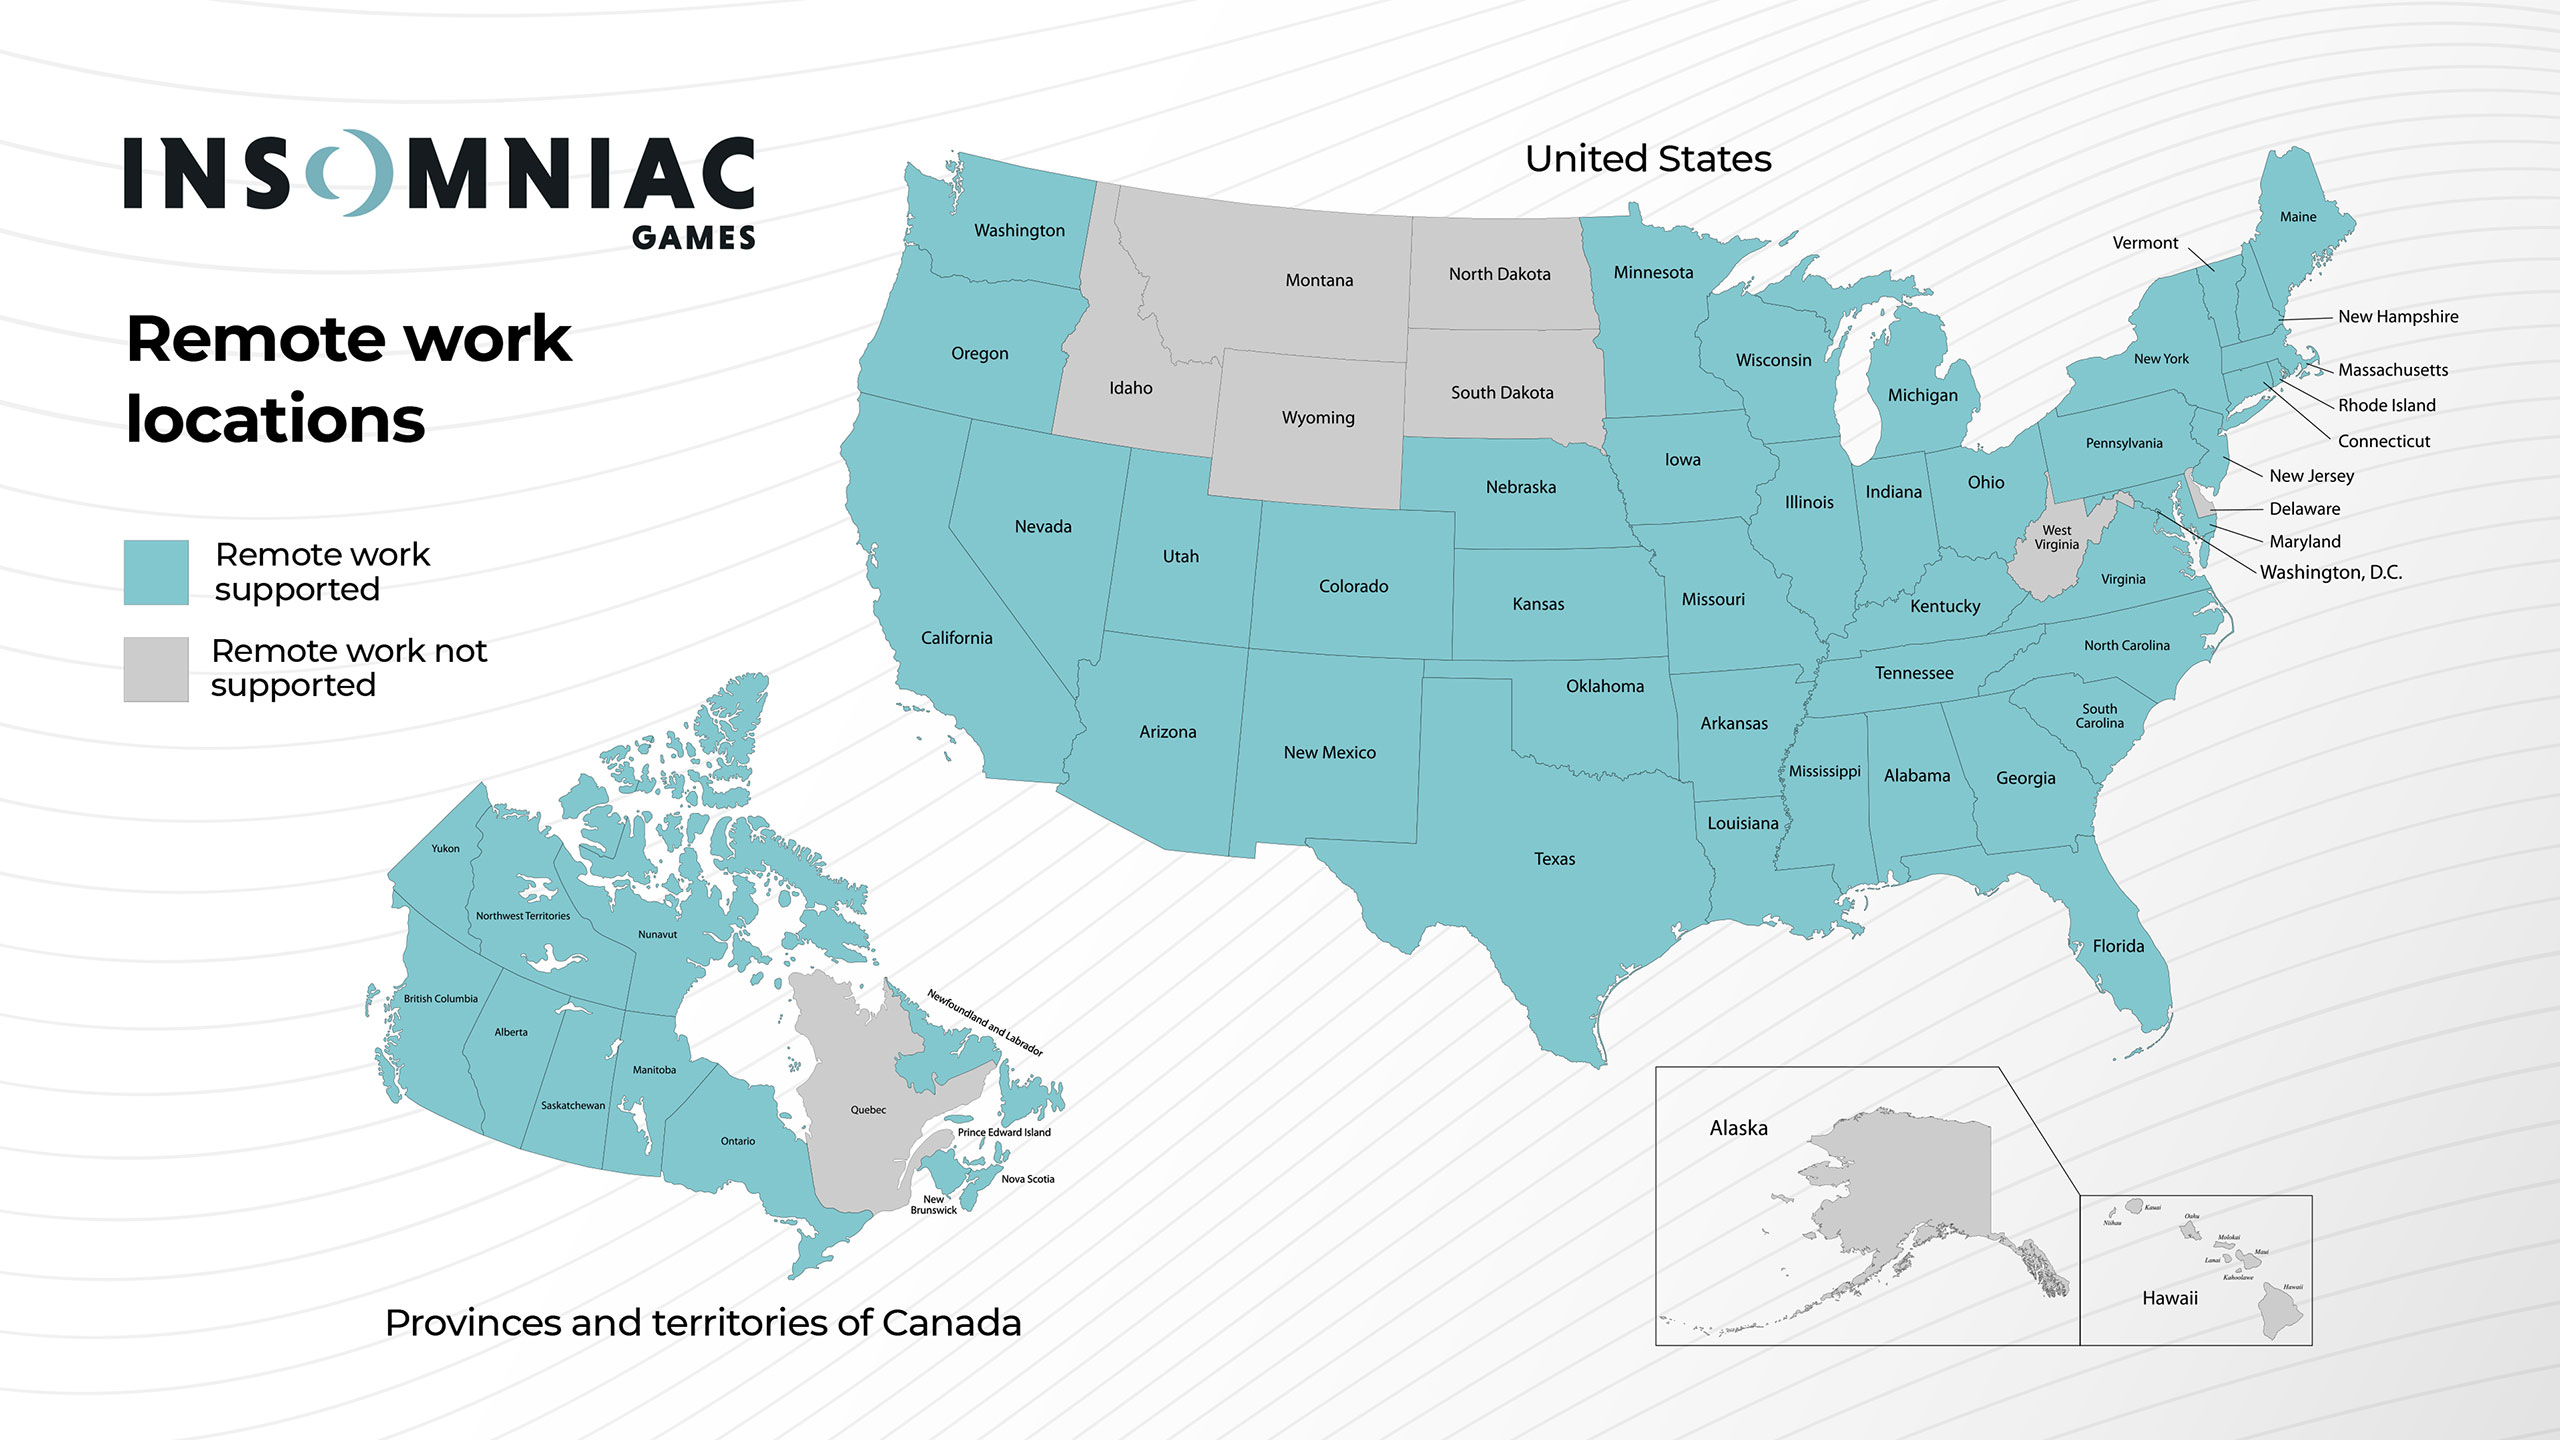 INSOMNIAC
GAMES
Remote work
locations
Remote work
supported
Remote work not
supported
United States
Washington
Oregon
California
Nevada
Idaho
Montana
Wyoming
Utah
Colorado
Arizona
New Mexico
North Dakota
South Dakota
Nebraska
Kansas
Oklahoma
Texas
Minnesota
Iowa
Missouri
Arkansas
Louisiana
Wisconsin
Illinois
Michigan
Indiana
Ohio
Kentucky
Tennessee
Mississippi
Alabama
Georgia
Florida
South
Carolina
North Carolina
Virginia
West
Virginia
Pennsylvania
New York
Vermont
Maine
New Hampshire
Massachusetts
Rhode Island
Connecticut
New Jersey
Delaware
Maryland
Washington, D.C.
Alaska
Hawaii
Niihau
Kauai
Oahu
Molokai
Lanai
Maui
Kahoolawe
Hawaii
Yukon
Northwest Territories
Nunavut
British Columbia
Alberta
Saskatchewan
Manitoba
Ontario
Quebec
Newfoundland and Labrador
Prince Edward Island
Nova Scotia
New
Brunswick
Provinces and territories of Canada